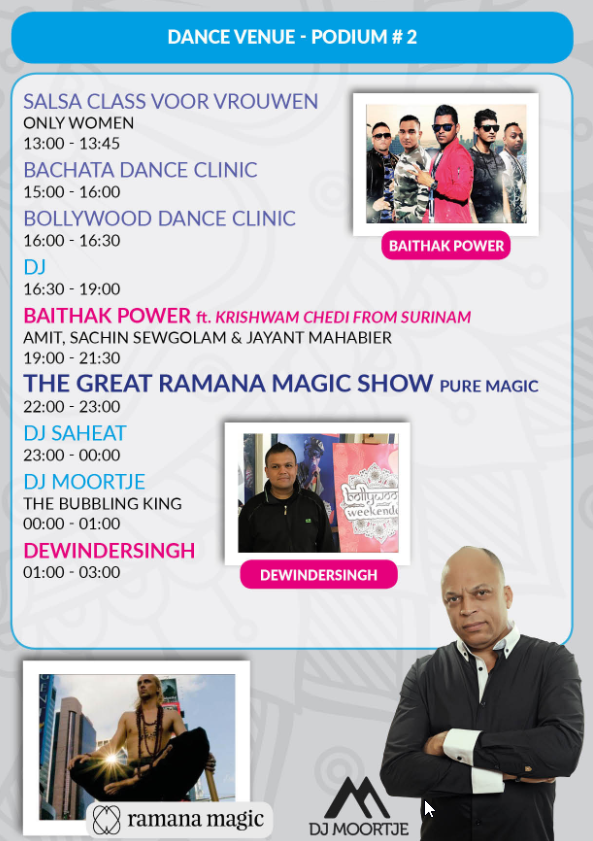 DANCE VENUE - PODIUM # 2
SALSA CLASS VOOR VROUWEN
ONLY WOMEN
13:00 - 13:45
BACHATA DANCE CLINIC
15:00 - 16:00
BOLLYWOOD DANCE CLINIC
16:00 - 16:30
BAITHAK POWER
DJ
16:30 - 19:00
BAITHAK POWER ft. KRISHWAM CHEDI FROM SURINAM
AMIT, SACHIN SEWGOLAM & JAYANT MAHABIER
19:00 - 21:30
THE GREAT RAMANA MAGIC SHOW PURE MAGIC
22:00 - 23:00
DJ SAHEAT
23:00 - 00:00
DJ MOORTJE
THE BUBBLING KING
00:00 - 01:00
DEWINDERSINGH
01:00 - 03:00
bollywoo
weekende
DEWINDERSINGH
ramana magic
DJ MOORTJE